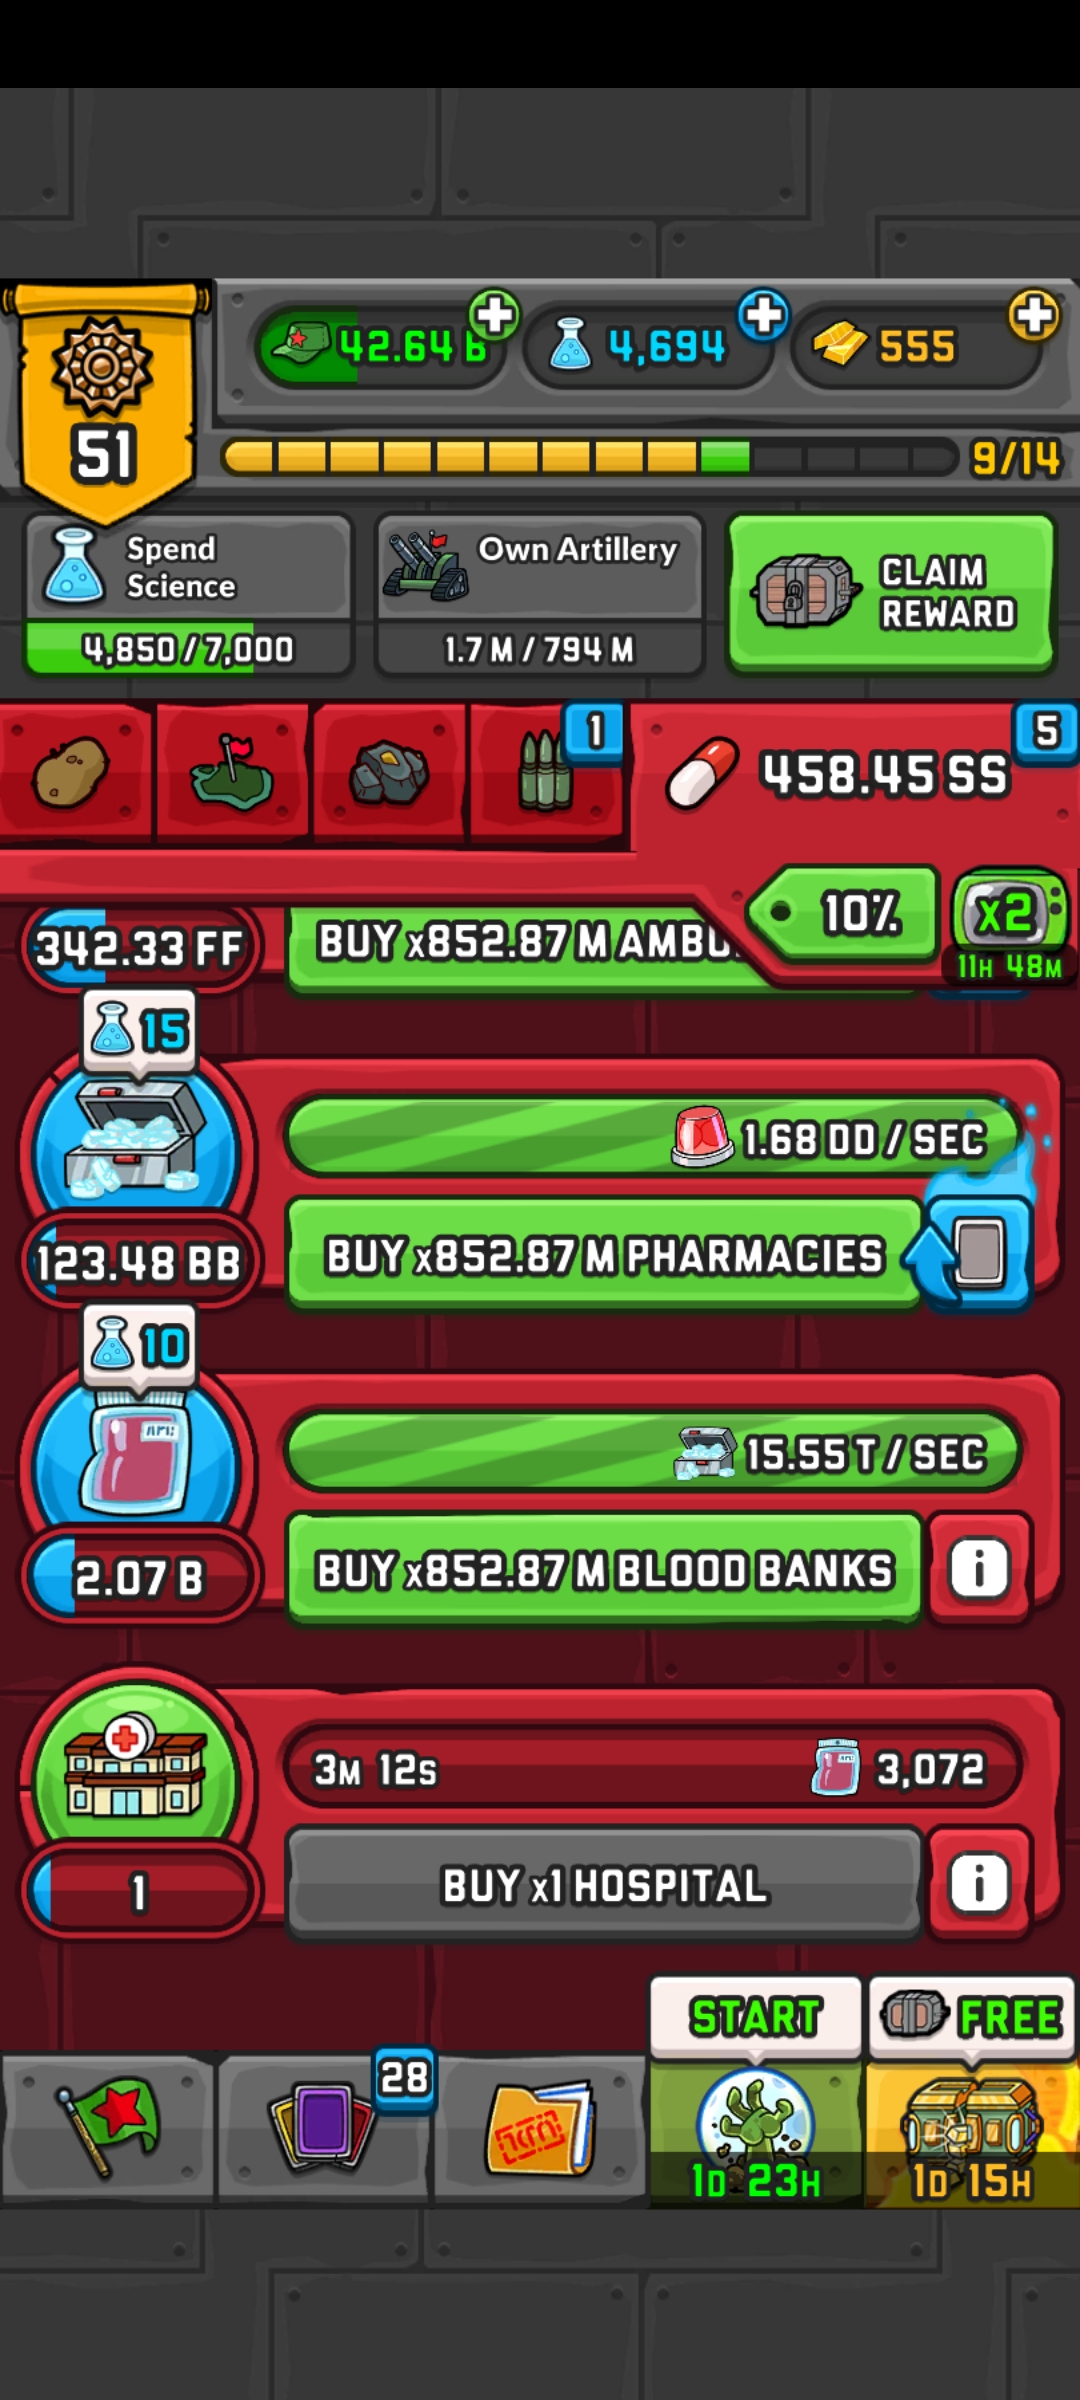 42.64 B
4,694
555
51
9/14
Spend
Science
4,850/7,000
Own Artillery
1.7 M / 794 M
CLAIM
REWARD
1
5
458.45 SS
10%
x2
11H 48M
342.33 FF
BUY x852.87 M AMBU
15
1.68 DD / SEC
123.48 BB
BUY x852.87 M PHARMACIES
10
15.55 T / SEC
2.07 B
BUY x852.87 M BLOOD BANKS
i
3M 12S
3,072
1
BUY x1 HOSPITAL
i
START
FREE
28
1D 23H
1D 15H